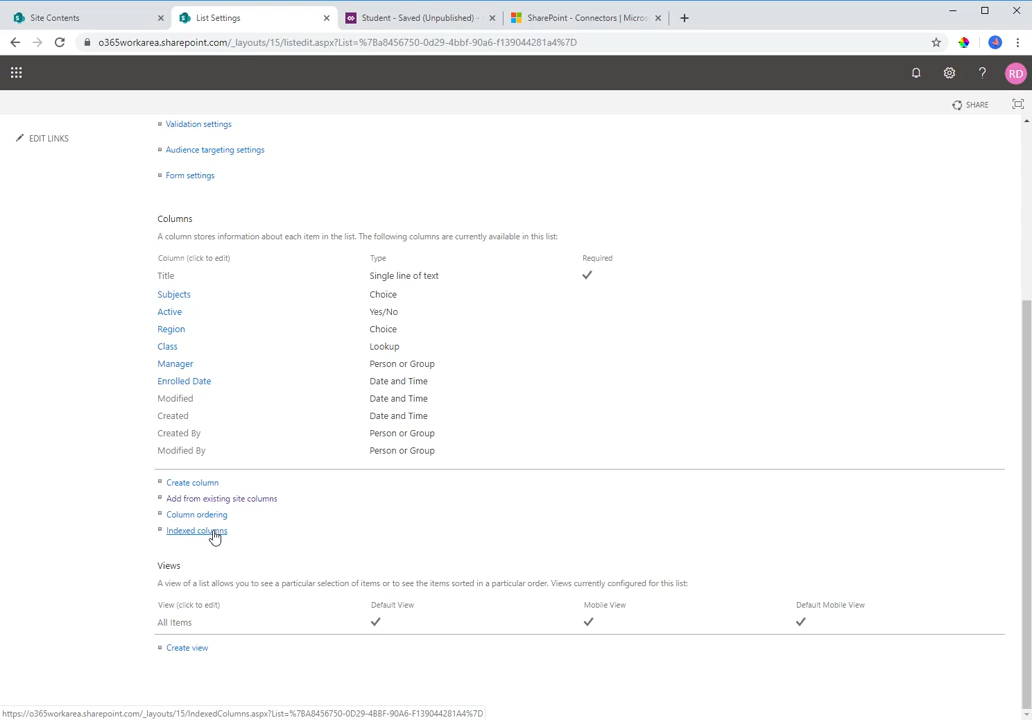 Site Contents
List Settings
Student - Saved (Unpublished) -
SharePoint - Connectors | Micros
o365workarea.sharepoint.com/_layouts/15/listedit.aspx?List=%7Ba8456750-0d29-4bbf-90a6-f139044281a4%7D
RD
SHARE
EDIT LINKS
Validation settings
Audience targeting settings
Form settings
Columns
A column stores information about each item in the list. The following columns are currently available in this list:
Column (click to edit) Type Required
Title Single line of text
Subjects Choice
Active Yes/No
Region Choice
Class Lookup
Manager Person or Group
Enrolled Date Date and Time
Modified Date and Time
Created Date and Time
Created By Person or Group
Modified By Person or Group
Create column
Add from existing site columns
Column ordering
Indexed columns
Views
A view of a list allows you to see a particular selection of items or to see the items sorted in a particular order. Views currently configured for this list:
View (click to edit) Default View Mobile View Default Mobile View
All Items
Create view
https://o365workarea.sharepoint.com/_layouts/15/IndexedColumns.aspx?List=%7BA8456750-0D29-4BBF-90A6-F139044281A4%7D